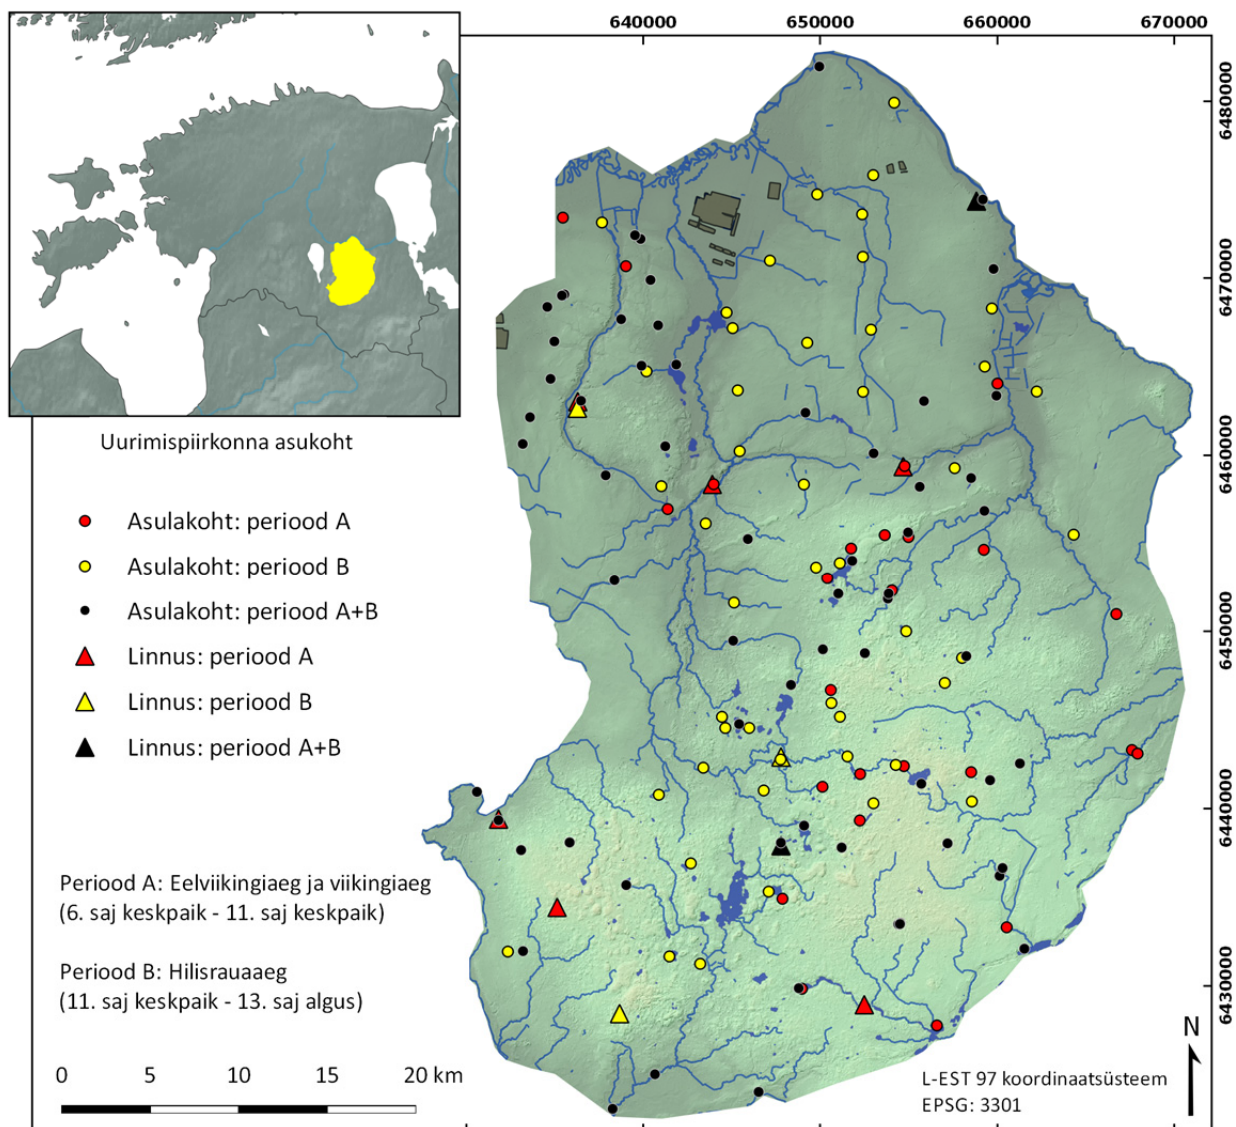 640000
650000
660000
670000
6480000
6470000
6460000
6450000
6440000
6430000
Uurimispiirkonna asukoht
Asulakoht: periood A
Asulakoht: periood B
Asulakoht: periood A+B
Linnus: periood A
Linnus: periood B
Linnus: periood A+B
Periood A: Eelviikingiaeg ja viikingiaeg
(6. saj keskpaik - 11. saj keskpaik)
Periood B: Hilisrauaaeg
(11. saj keskpaik - 13. saj algus)
0 5 10 15 20 km
N
L-EST 97 koordinaatsüsteem
EPSG: 3301